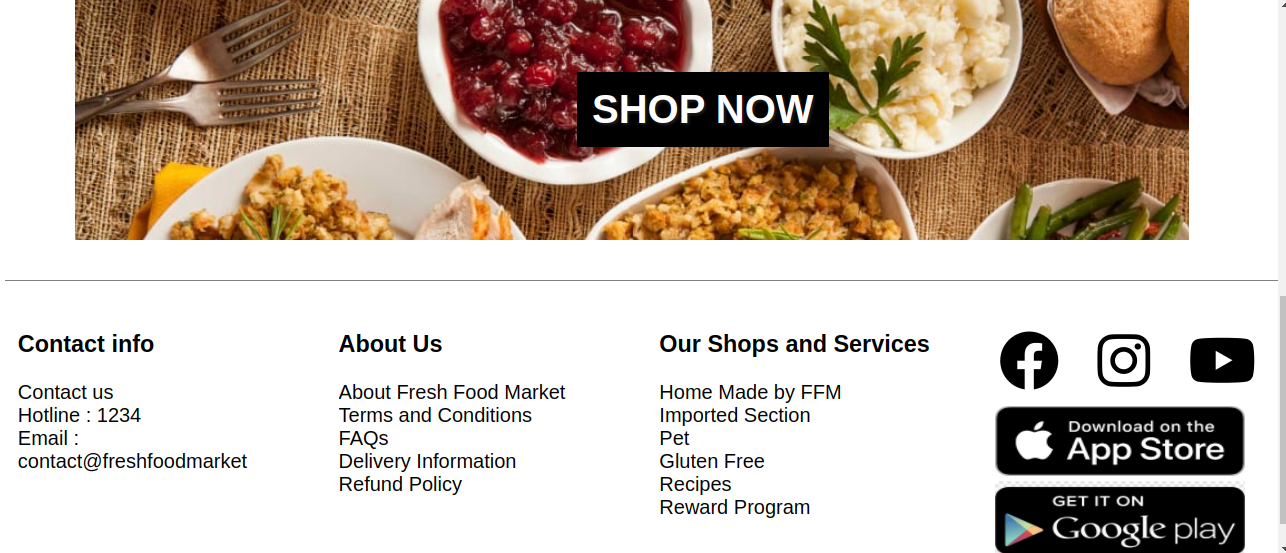 SHOP NOW
Contact info
Contact us
Hotline : 1234
Email :
contact@freshfoodmarket
About Us
About Fresh Food Market
Terms and Conditions
FAQs
Delivery Information
Refund Policy
Our Shops and Services
Home Made by FFM
Imported Section
Pet
Gluten Free
Recipes
Reward Program
Download on the
App Store
GET IT ON
Google play